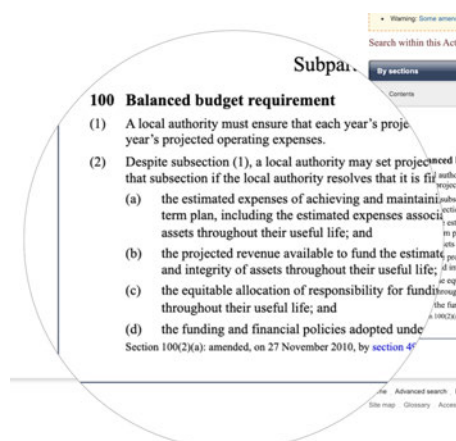 Warning: Some amen
Search within this Act
By sections
Contents
Subpar
100 Balanced budget requirement
(1) A local authority must ensure that each year's proje
year's projected operating expenses.
(2) Despite subsection (1), a local authority may set projec
that subsection if the local authority resolves that it is fi
(a) the estimated expenses of achieving and maintaini
term plan, including the estimated expenses associ
assets throughout their useful life; and
(b) the projected revenue available to fund the estimate
and integrity of assets throughout their useful life;
(c) the equitable allocation of responsibility for fundi
throughout their useful life; and
(d) the funding and financial policies adopted unde
Section 100(2)(a): amended, on 27 November 2010, by section 49
Advanced search
Site map Glossary Acces